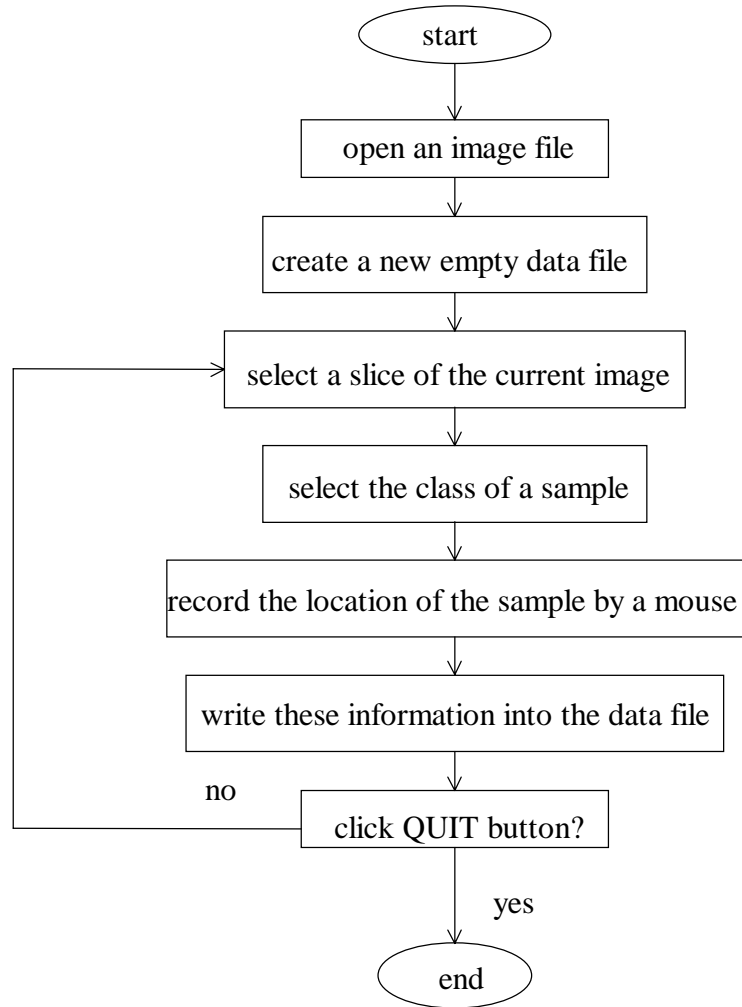 start
open an image file
create a new empty data file
select a slice of the current image
select the class of a sample
record the location of the sample by a mouse
write these information into the data file
no
click QUIT button?
yes
end